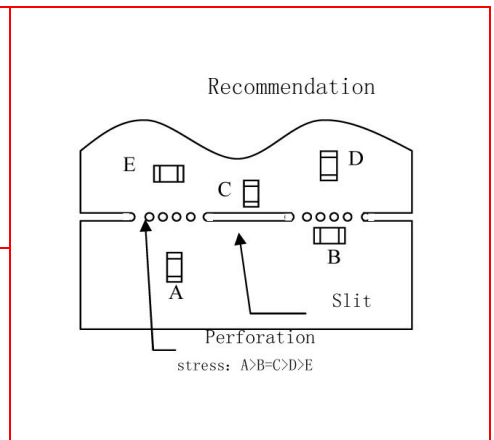 Recommendation
E
D
C
B
A
Slit
Perforation
stress: A>B=C>D>E